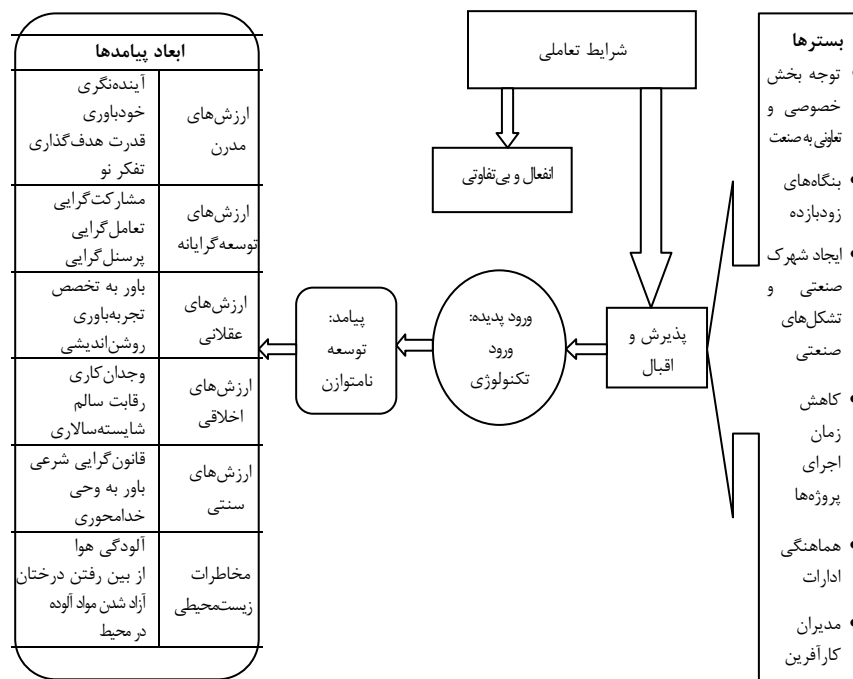 بسترها
• توجه بخش
خصوصی و
تعاونی به صنعت
• بنگاه‌های
زودبازده
• ایجاد شهرک
صنعتی و
تشکل‌های
صنعتی
• کاهش
زمان
اجرای
پروژه‌ها
• هماهنگی
ادارات
• مدیران
کارآفرین
شرایط تعاملی
انفعال و بی‌تفاوتی
پذیرش و
اقبال
ورود پدیده:
ورود
تکنولوژی
پیامد:
توسعه
نامتوازن
ابعاد پیامدها
ارزش‌های
مدرن
آینده‌نگری
خودباوری
قدرت هدف‌گذاری
تفکر نو
ارزش‌های
توسعه‌گرایانه
مشارکت‌گرایی
تعامل‌گرایی
پرسنل‌گرایی
ارزش‌های
عقلانی
باور به تخصص
تجربه‌باوری
روشن‌اندیشی
ارزش‌های
اخلاقی
وجدان‌کاری
رقابت سالم
شایسته‌سالاری
ارزش‌های
سنتی
قانون‌گرایی شرعی
باور به وحی
خدامحوری
مخاطرات
زیست‌محیطی
آلودگی هوا
از بین رفتن درختان
آزاد شدن مواد آلوده
در محیط